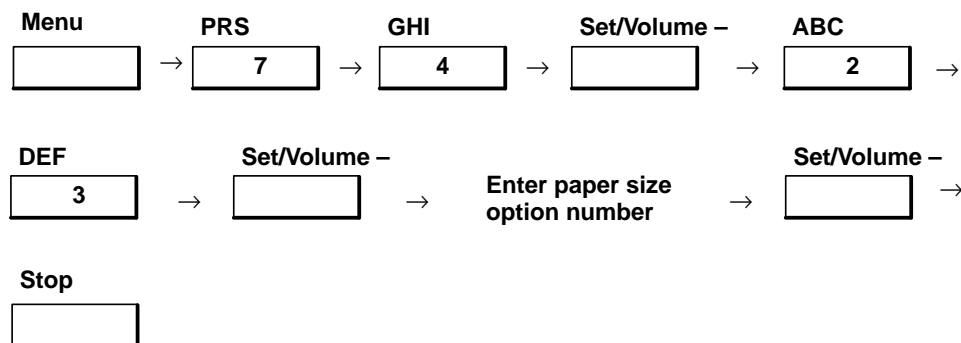 Menu PRS GHI Set/Volume – ABC
→ 7 → 4 → → 2 →
DEF Set/Volume – Set/Volume –
3 → → Enter paper size option number → →
Stop